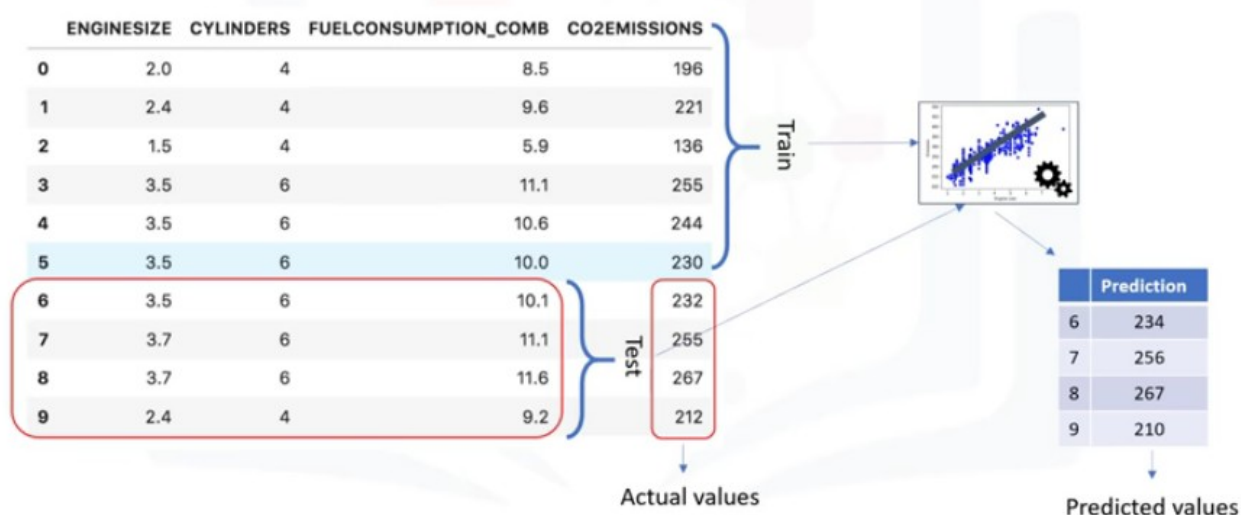 ENGINESIZE CYLINDERS FUELCONSUMPTION_COMB CO2EMISSIONS
0 2.0 4 8.5 196
1 2.4 4 9.6 221
2 1.5 4 5.9 136
3 3.5 6 11.1 255
4 3.5 6 10.6 244
5 3.5 6 10.0 230
6 3.5 6 10.1 232
7 3.7 6 11.1 255
8 3.7 6 11.6 267
9 2.4 4 9.2 212
Train
Test
Actual values
Prediction
6 234
7 256
8 267
9 210
Predicted values